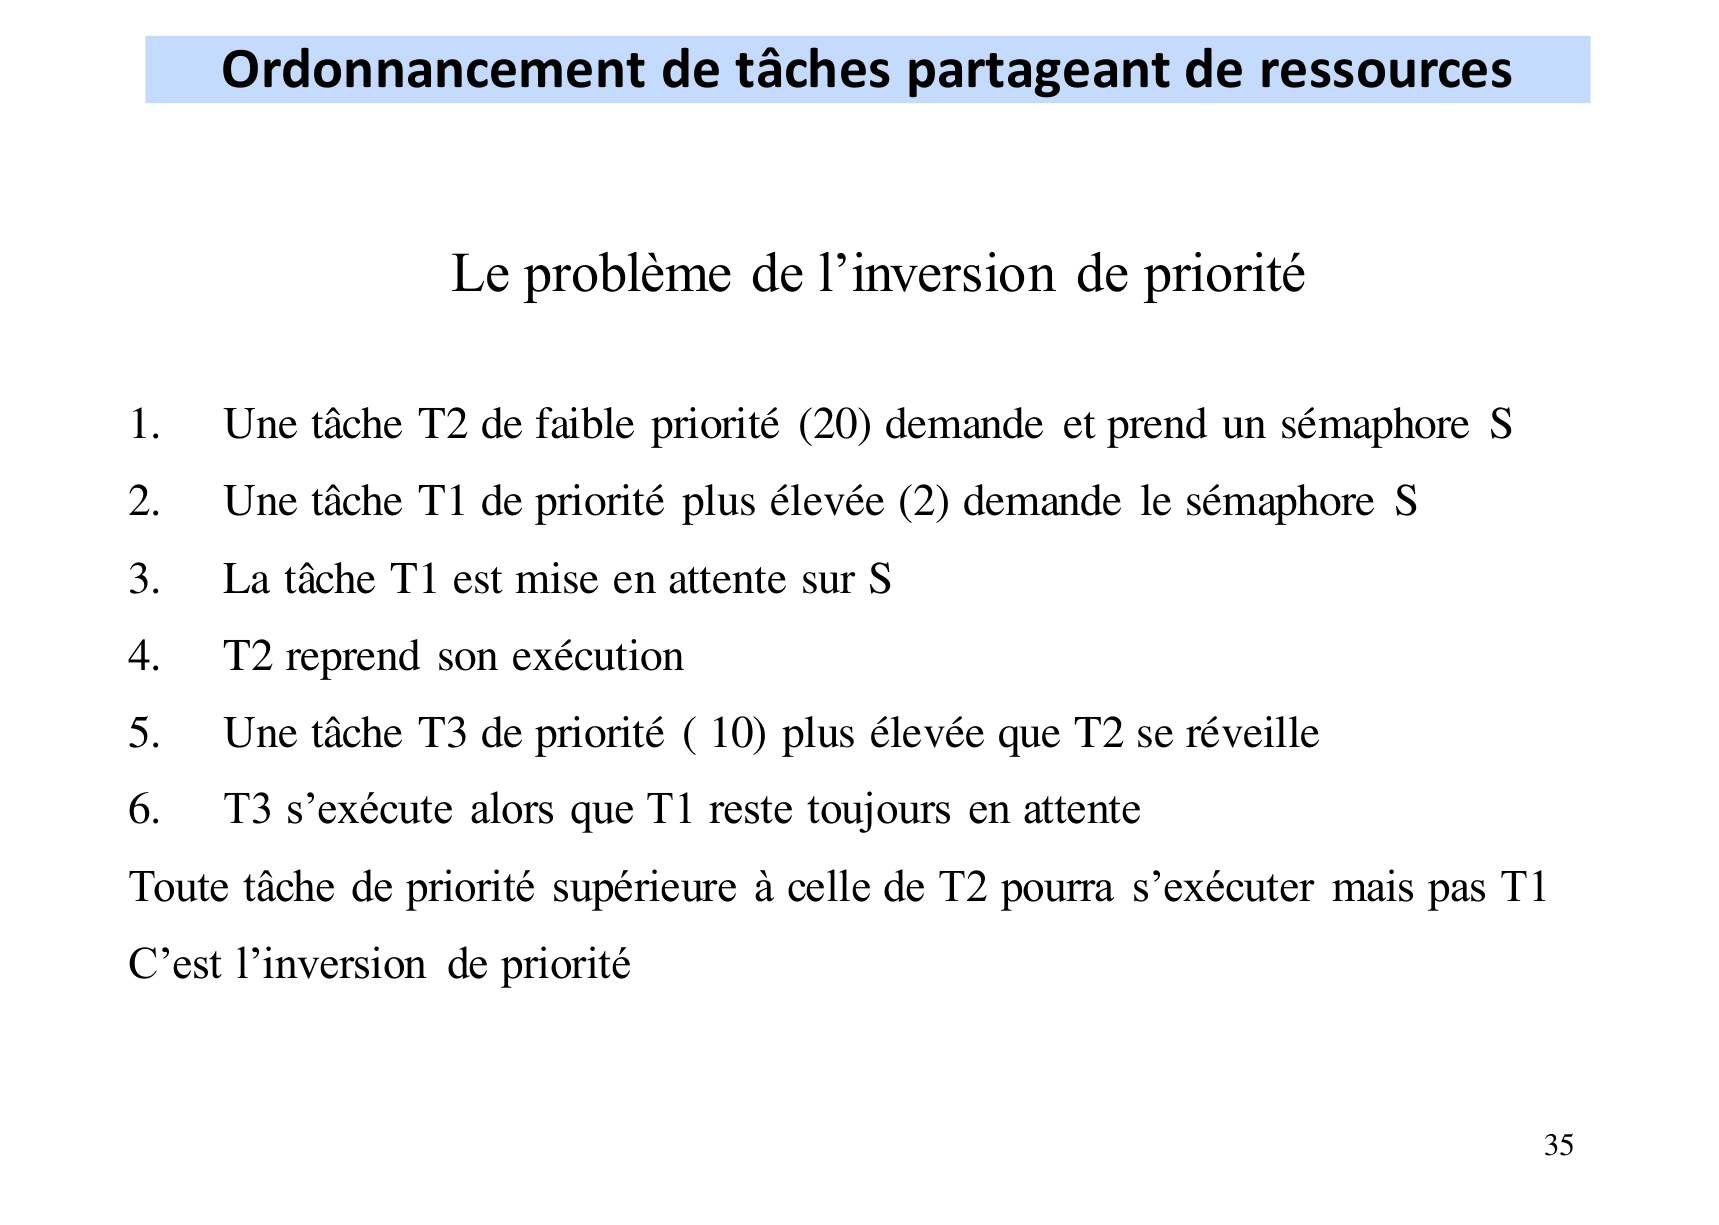 Ordonnancement de tâches partageant de ressources
Le problème de l’inversion de priorité
1. Une tâche T2 de faible priorité (20) demande et prend un sémaphore S
2. Une tâche T1 de priorité plus élevée (2) demande le sémaphore S
3. La tâche T1 est mise en attente sur S
4. T2 reprend son exécution
5. Une tâche T3 de priorité ( 10) plus élevée que T2 se réveille
6. T3 s’exécute alors que T1 reste toujours en attente
Toute tâche de priorité supérieure à celle de T2 pourra s’exécuter mais pas T1
C’est l’inversion de priorité
35